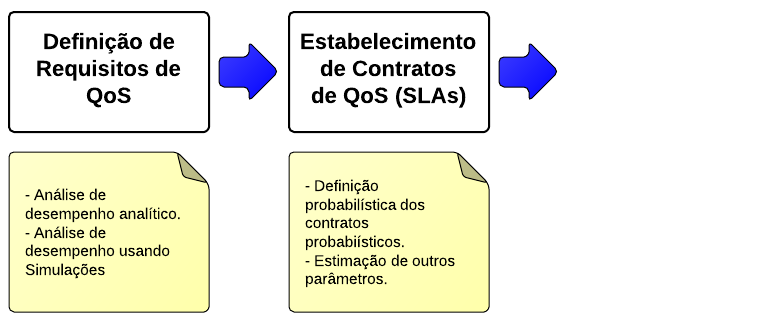 Definição de
Requisitos de
QoS
Estabelecimento
de Contratos
de QoS (SLAs)
- Análise de
desempenho analítico.
- Análise de
desempenho usando
Simulações
- Definição
probabilística dos
contratos
probabiísticos.
- Estimação de outros
parâmetros.